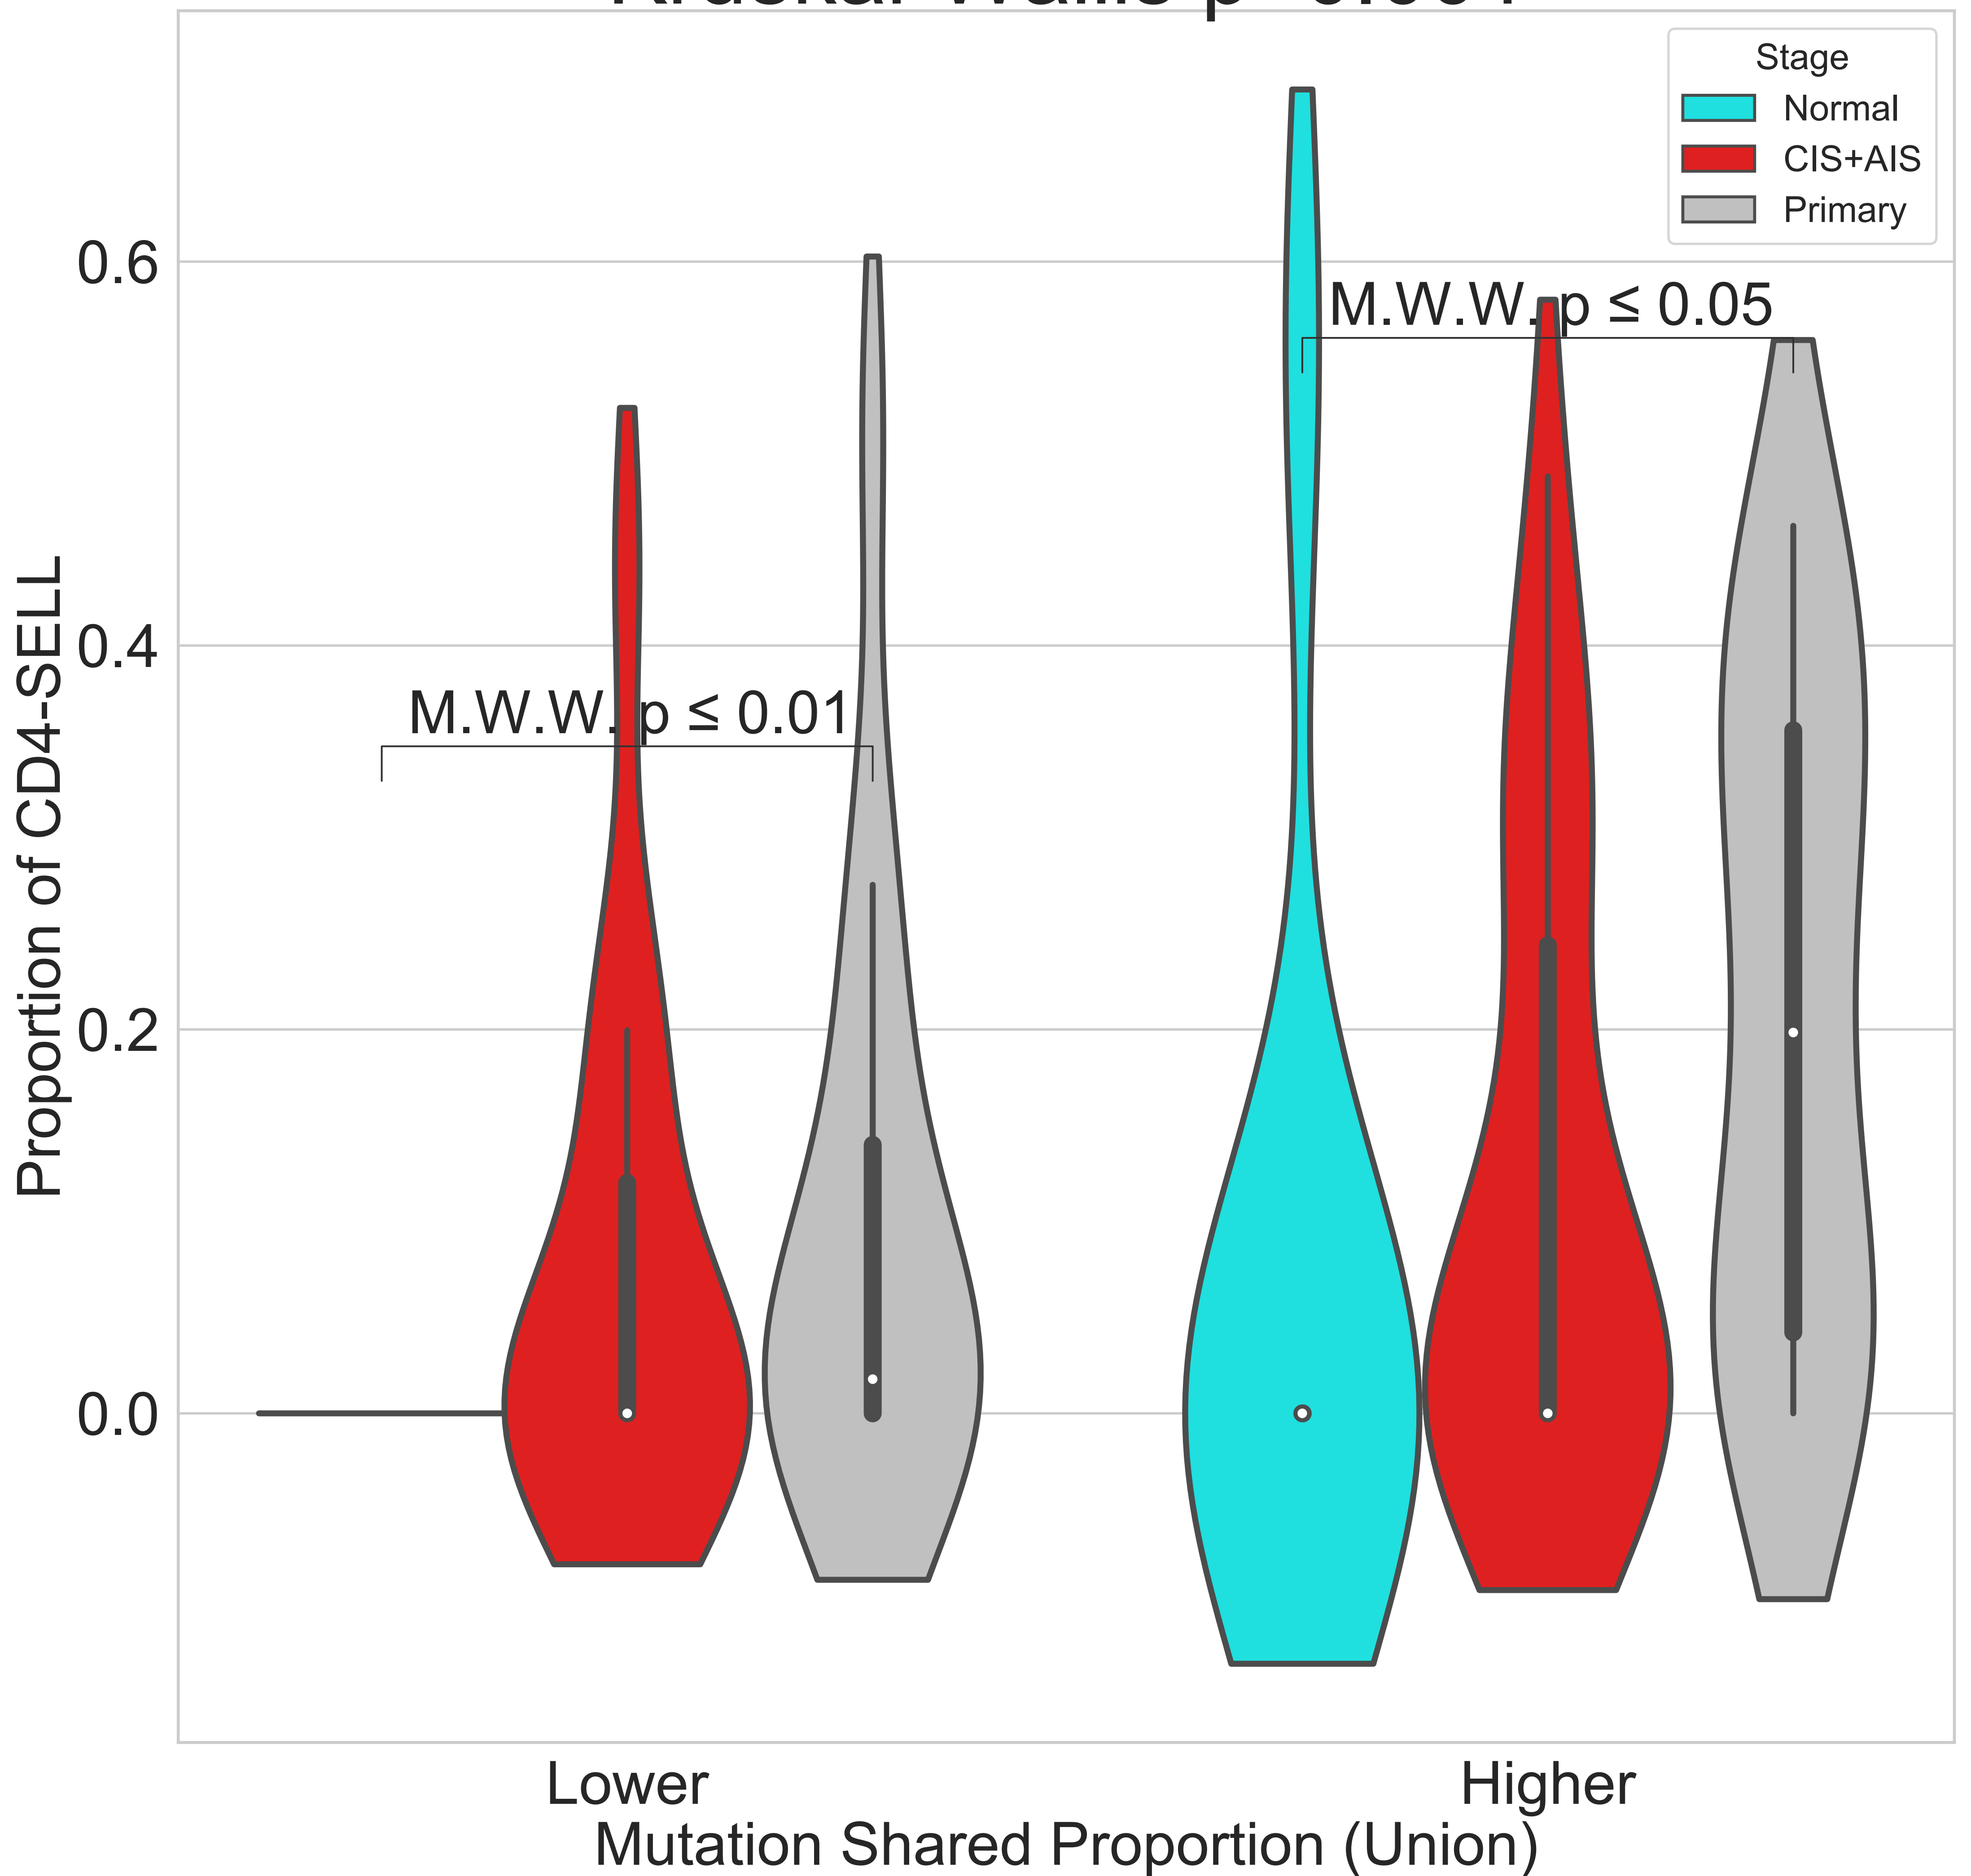 Stage
Normal
CIS+AIS
Primary
0.6
M.W.W. p ≤ 0.05
0.4
M.W.W. p ≤ 0.01
0.2
0.0
Proportion of CD4-SELL
Lower
Higher
Mutation Shared Proportion (Union)